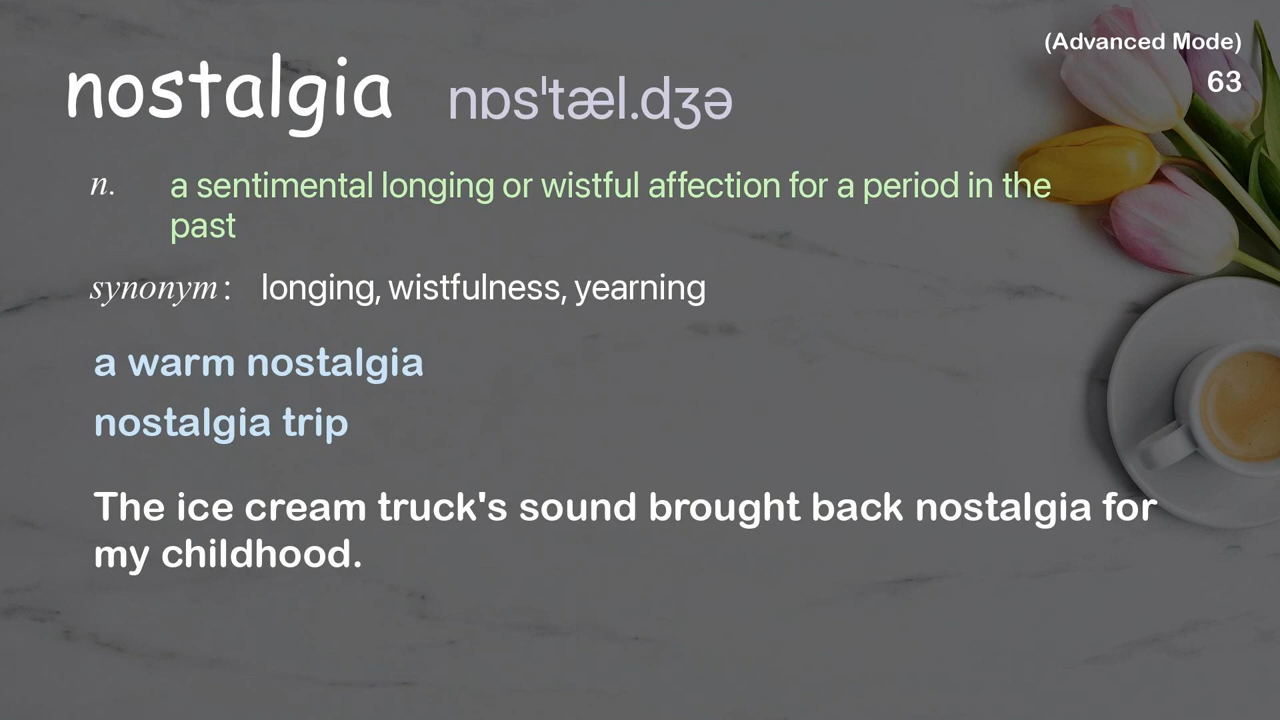 (Advanced Mode)
63
nostalgia nɒsˈtæl.dʒə
n. a sentimental longing or wistful affection for a period in the
past
synonym: longing, wistfulness, yearning
a warm nostalgia
nostalgia trip
The ice cream truck's sound brought back nostalgia for
my childhood.